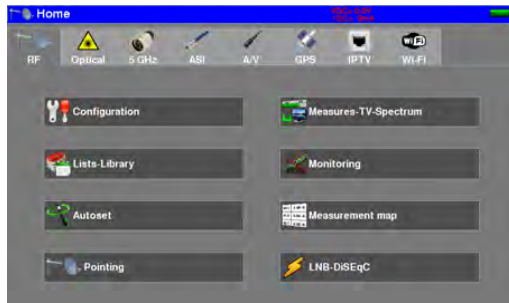 Home
RF Optical 5 GHz ASI A/V GPS IPTV Wi-Fi
Configuration Measures-TV-Spectrum
Lists-Library Monitoring
Autoset Measurement map
Pointing LNB-DiSEqC